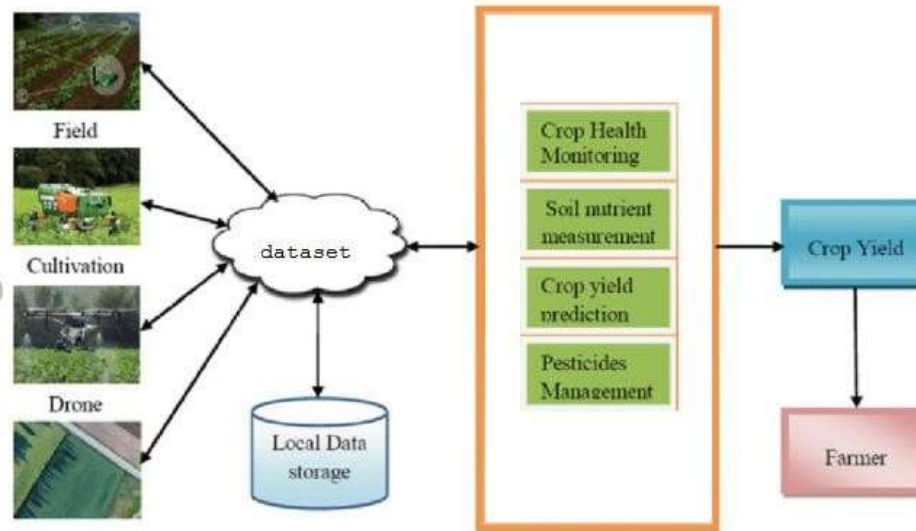 Field
Cultivation
Drone
dataset
Local Data
storage
Crop Health
Monitoring
Soil nutrient
measurement
Crop yield
prediction
Pesticides
Management
Crop Yield
Farmer